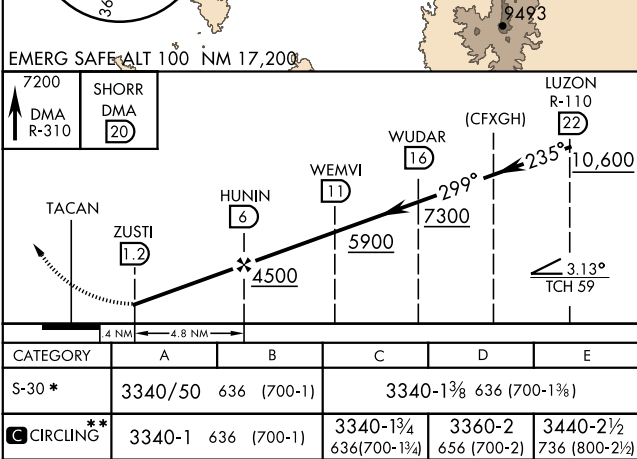 36
9493
EMERG SAFE ALT 100 NM 17,200
7200
DMA
R-310
SHORR
DMA
20
LUZON
R-110
22
(CFXGH)
WUDAR
16
WEMVI
11
HUNIN
6
TACAN
ZUSTI
1.2
235°
10,600
299°
7300
5900
4500
3.13°
TCH 59
.4 NM
4.8 NM
CATEGORY A B C D E
S-30 * 3340/50 636 (700-1) 3340-1⅜ 636 (700-1⅜)
C CIRCLING** 3340-1 636 (700-1) 3340-1¾ 3360-2 3440-2½
636(700-1¾) 656 (700-2) 736 (800-2½)